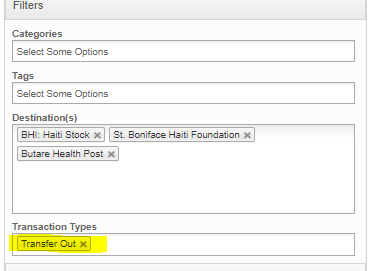 Filters
Categories
Select Some Options
Tags
Select Some Options
Destination(s)
BHI: Haiti Stock × St. Boniface Haiti Foundation ×
Butare Health Post ×
Transaction Types
Transfer Out ×